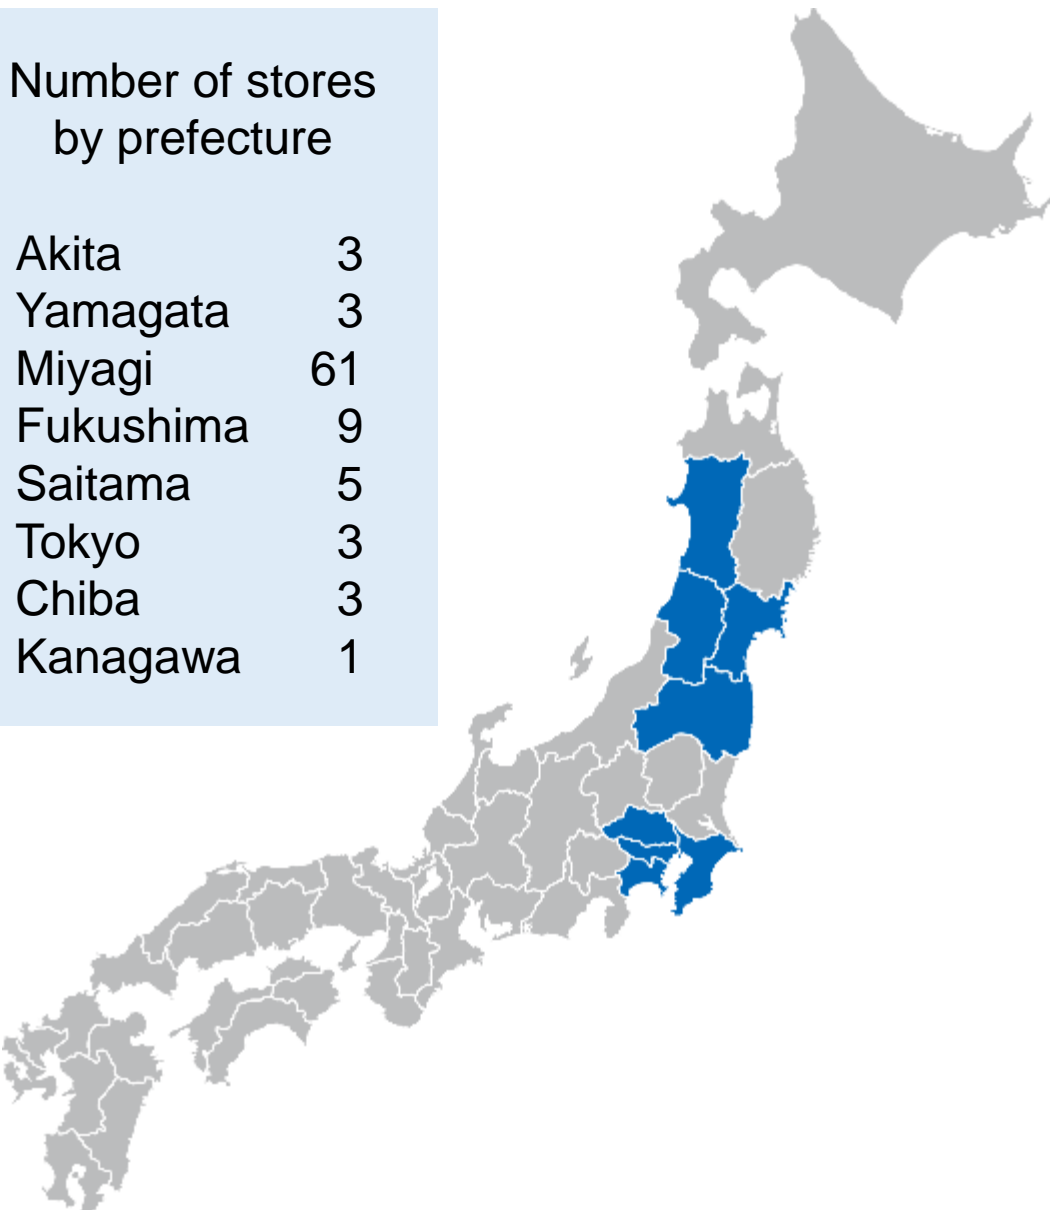 Number of stores
by prefecture
Akita 3
Yamagata 3
Miyagi 61
Fukushima 9
Saitama 5
Tokyo 3
Chiba 3
Kanagawa 1